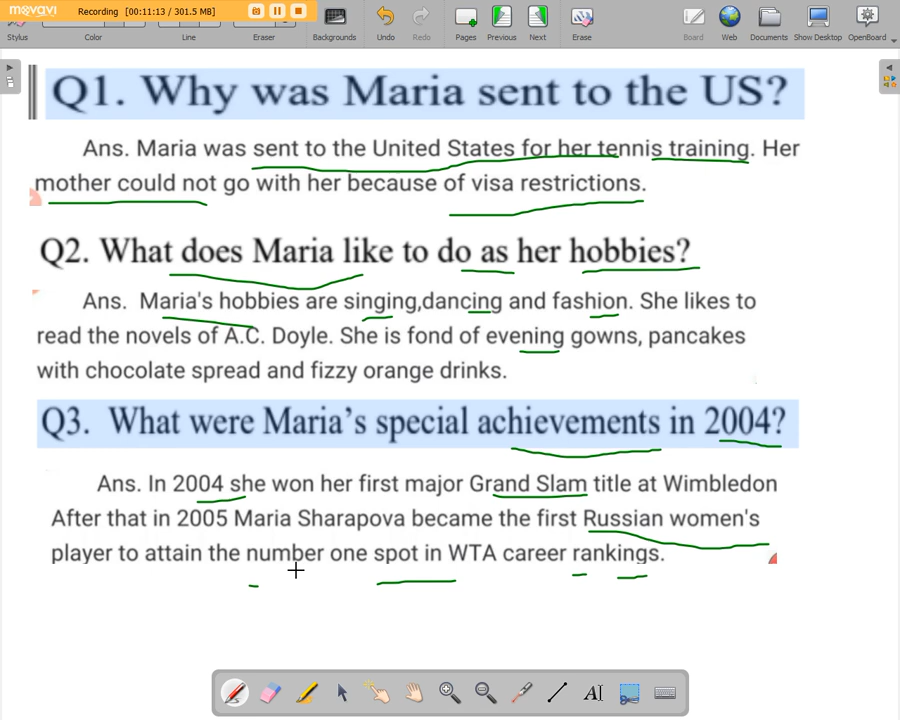 movavi Recording [00:11:13 / 301.5 MB]
Stylus Color Line Eraser Backgrounds Undo Redo Pages Previous Next Erase Board Web Documents Show Desktop OpenBoard
Q1. Why was Maria sent to the US?
Ans. Maria was sent to the United States for her tennis training. Her
mother could not go with her because of visa restrictions.
Q2. What does Maria like to do as her hobbies?
Ans. Maria's hobbies are singing,dancing and fashion. She likes to
read the novels of A.C. Doyle. She is fond of evening gowns, pancakes
with chocolate spread and fizzy orange drinks.
Q3. What were Maria's special achievements in 2004?
Ans. In 2004 she won her first major Grand Slam title at Wimbledon
After that in 2005 Maria Sharapova became the first Russian women's
player to attain the number one spot in WTA career rankings.